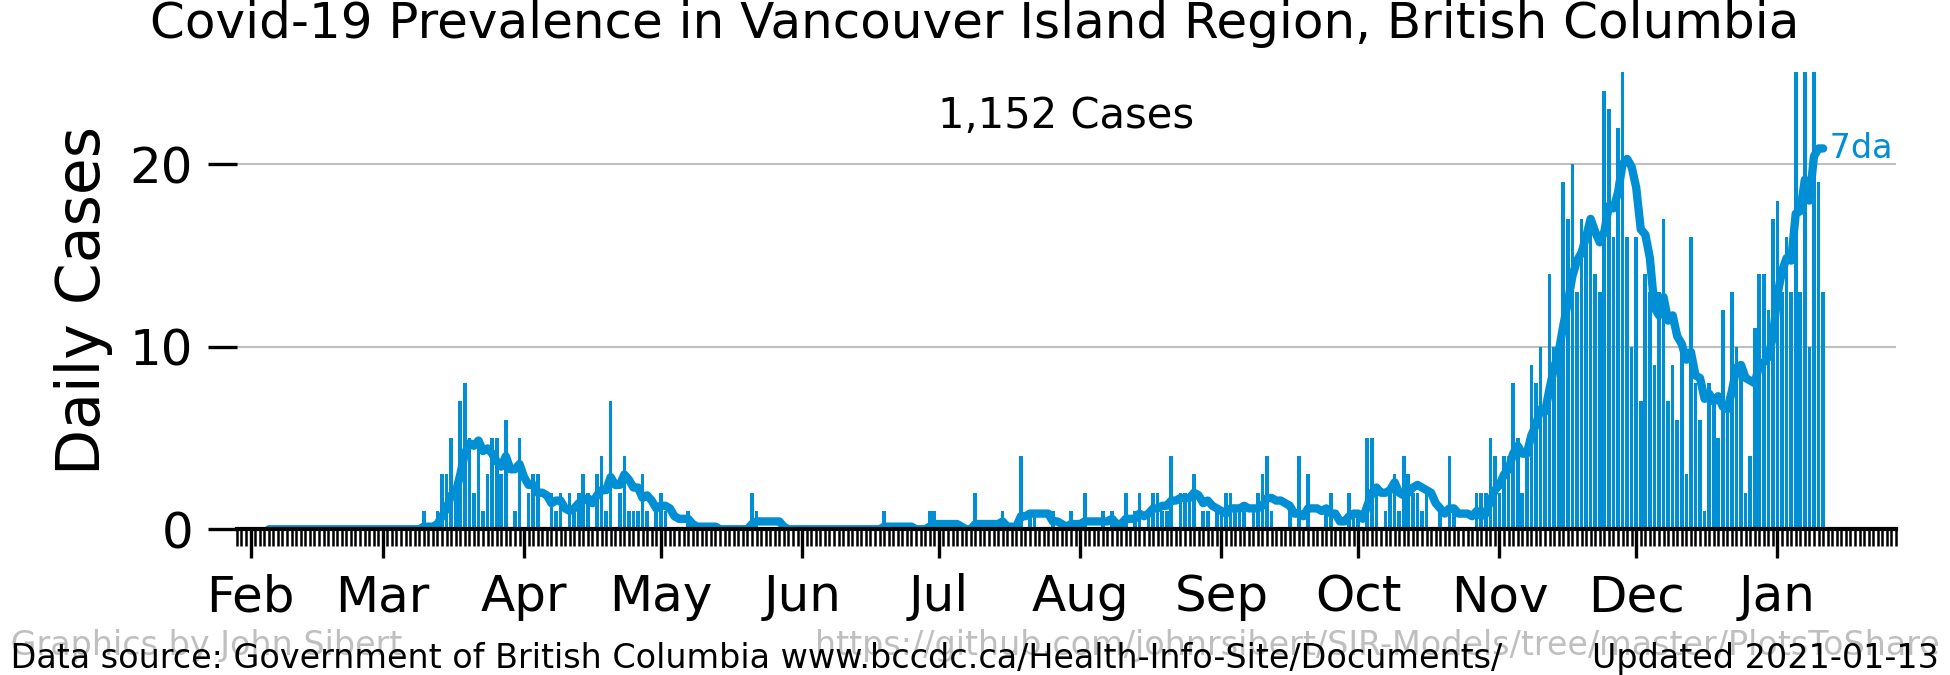 Covid-19 Prevalence in Vancouver Island Region, British Columbia
1,152 Cases
7da
Daily Cases
20
10
0
Feb Mar Apr May Jun Jul Aug Sep Oct Nov Dec Jan
Graphics by John Sibert https://github.com/johnrsibert/SIR-Models/tree/master/PlotsToShare
Data source: Government of British Columbia www.bccdc.ca/Health-Info-Site/Documents/ Updated 2021-01-13